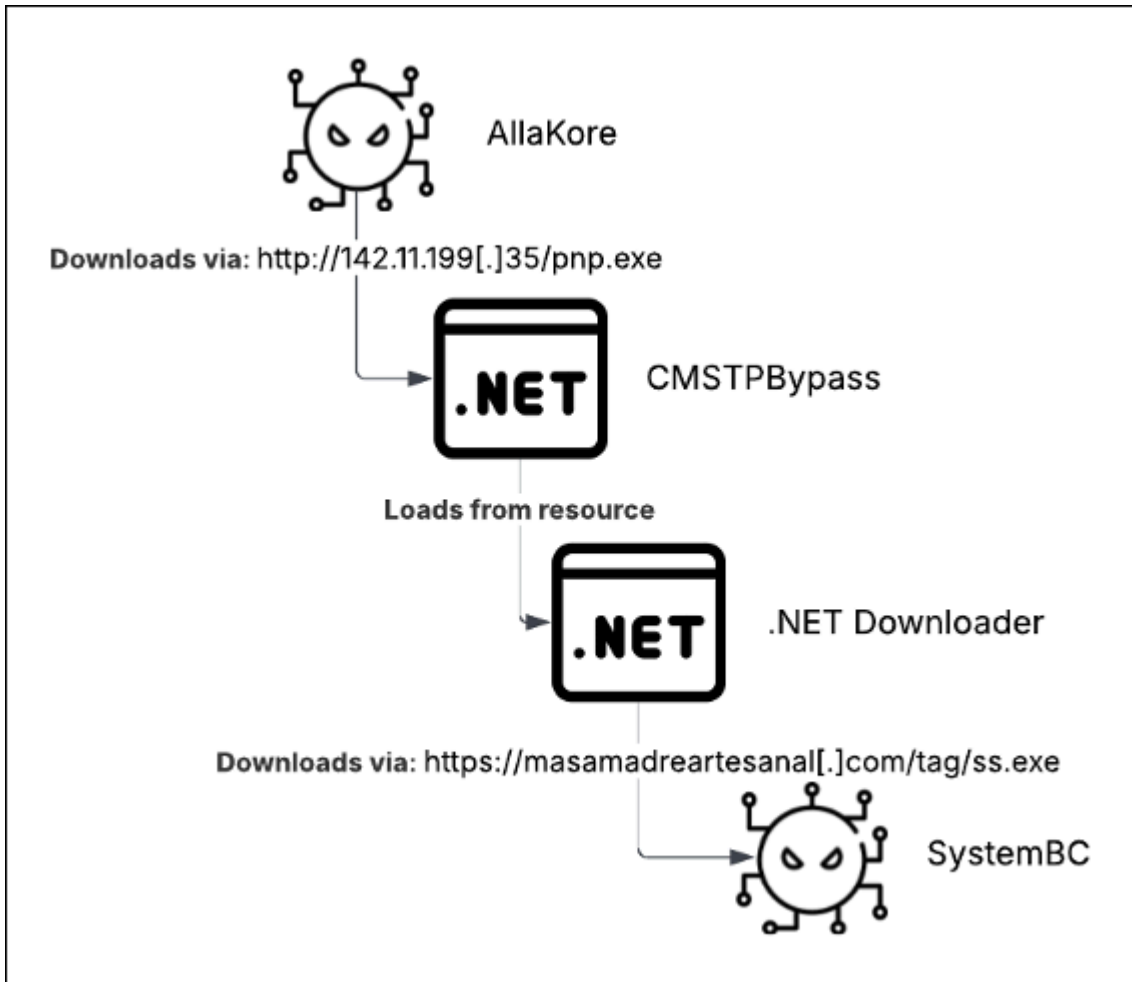 AllaKore
Downloads via: http://142.11.199[.]35/pnp.exe
.NET
CMSTPBypass
Loads from resource
.NET
.NET Downloader
Downloads via: https://masamadreartesanal[.]com/tag/ss.exe
SystemBC